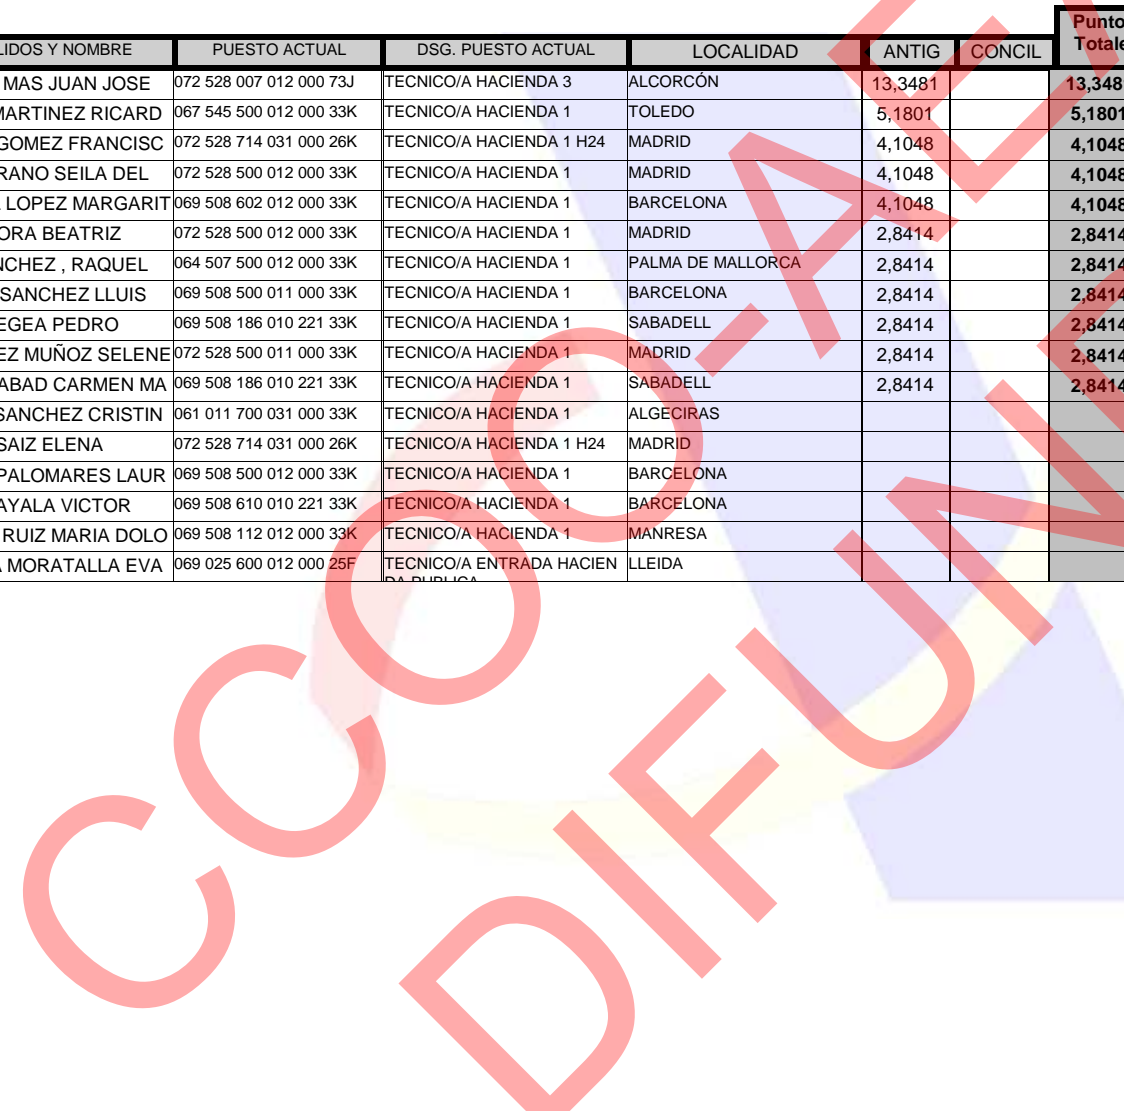 Punto
Totale
LIDOS Y NOMBRE PUESTO ACTUAL DSG. PUESTO ACTUAL LOCALIDAD ANTIG CONCIL
MAS JUAN JOSE 072 528 007 012 000 73J TECNICO/A HACIENDA 3 ALCORCÓN 13,3481 13,348
MARTINEZ RICARD 067 545 500 012 000 33K TECNICO/A HACIENDA 1 TOLEDO 5,1801 5,1801
GOMEZ FRANCISC 072 528 714 031 000 26K TECNICO/A HACIENDA 1 H24 MADRID 4,1048 4,1048
RANO SEILA DEL 072 528 500 012 000 33K TECNICO/A HACIENDA 1 MADRID 4,1048 4,1048
LOPEZ MARGARIT 069 508 602 012 000 33K TECNICO/A HACIENDA 1 BARCELONA 4,1048 4,1048
ORA BEATRIZ 072 528 500 012 000 33K TECNICO/A HACIENDA 1 MADRID 2,8414 2,8414
NCHEZ , RAQUEL 064 507 500 012 000 33K TECNICO/A HACIENDA 1 PALMA DE MALLORCA 2,8414 2,8414
SANCHEZ LLUIS 069 508 500 011 000 33K TECNICO/A HACIENDA 1 BARCELONA 2,8414 2,8414
EGEA PEDRO 069 508 186 010 221 33K TECNICO/A HACIENDA 1 SABADELL 2,8414 2,8414
EZ MUÑOZ SELENE 072 528 500 011 000 33K TECNICO/A HACIENDA 1 MADRID 2,8414 2,8414
ABAD CARMEN MA 069 508 186 010 221 33K TECNICO/A HACIENDA 1 SABADELL 2,8414 2,8414
SANCHEZ CRISTIN 061 011 700 031 000 33K TECNICO/A HACIENDA 1 ALGECIRAS
SAIZ ELENA 072 528 714 031 000 26K TECNICO/A HACIENDA 1 H24 MADRID
PALOMARES LAUR 069 508 500 012 000 33K TECNICO/A HACIENDA 1 BARCELONA
AYALA VICTOR 069 508 610 010 221 33K TECNICO/A HACIENDA 1 BARCELONA
RUIZ MARIA DOLO 069 508 112 012 000 33K TECNICO/A HACIENDA 1 MANRESA
MORATALLA EVA 069 025 600 012 000 25F TECNICO/A ENTRADA HACIEN LLEIDA
DA PUBLICA
CCOO-AE
DIFUN